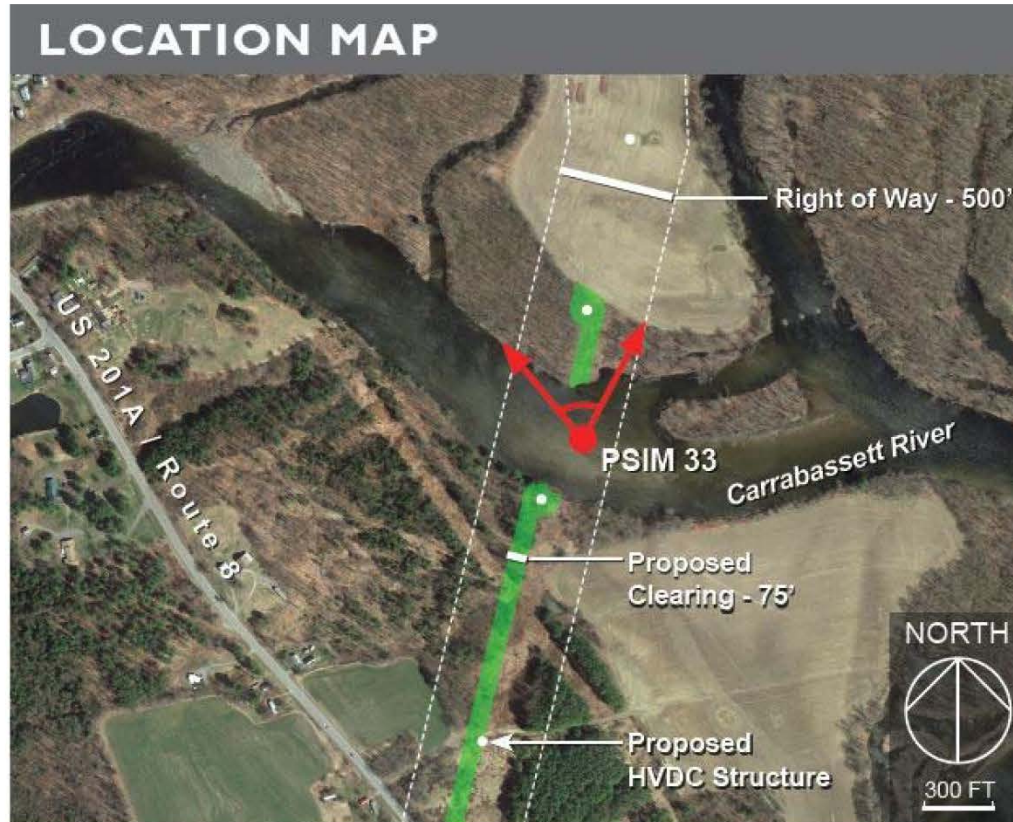 LOCATION MAP
Right of Way - 500'
US 201A / Route 8
PSIM 33
Carrabassett River
Proposed
Clearing - 75'
Proposed
HVDC Structure
NORTH
300 FT